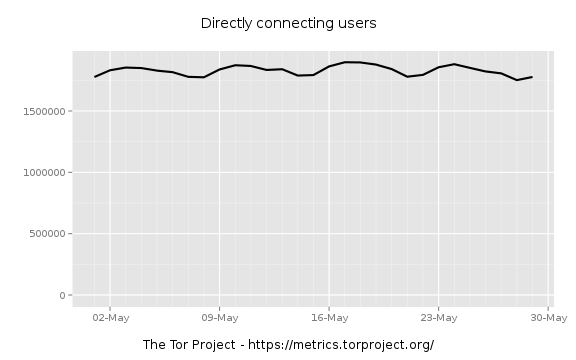 Directly connecting users
1500000
1000000
500000
0
02-May 09-May 16-May 23-May 30-May
The Tor Project - https://metrics.torproject.org/